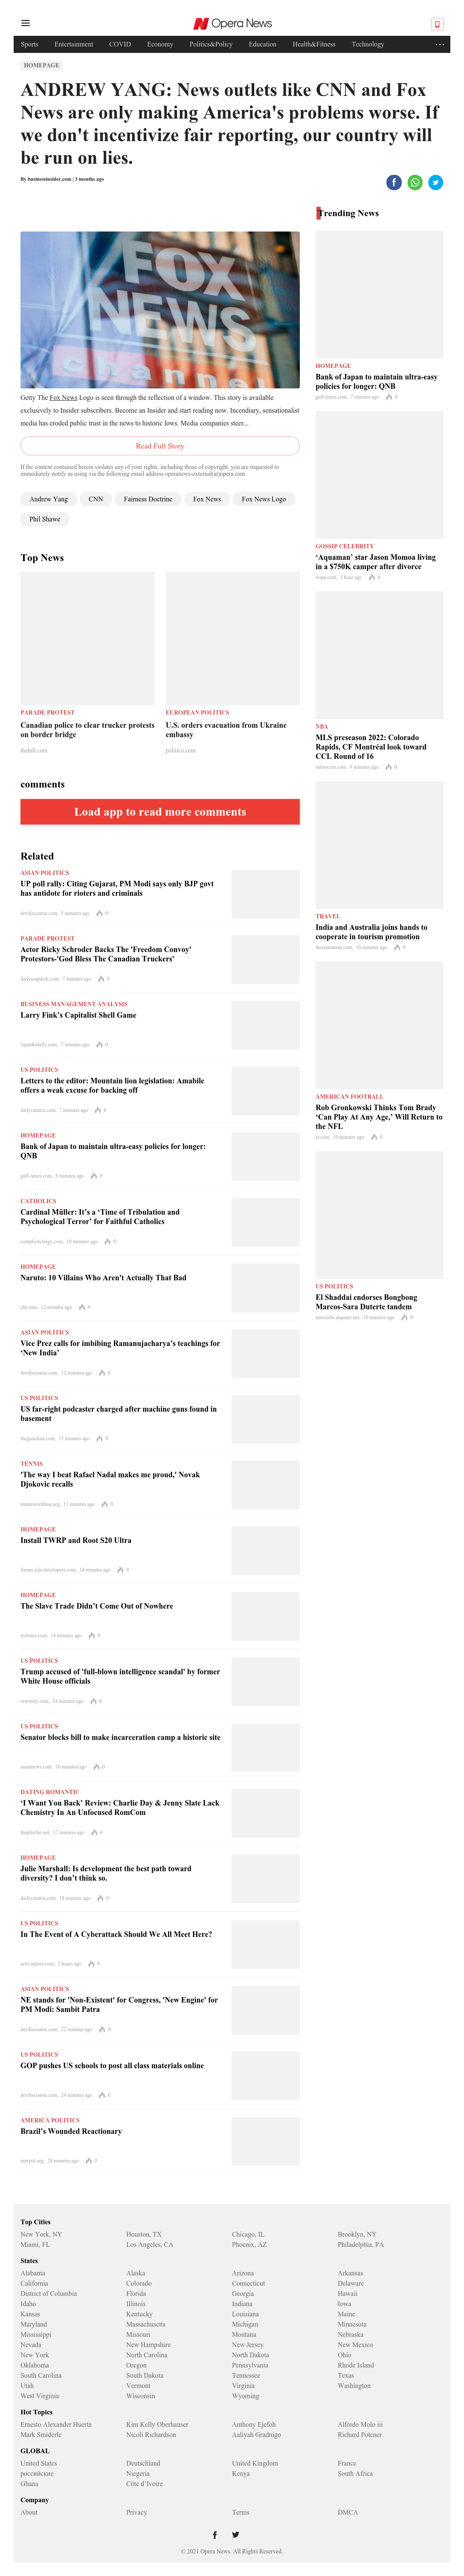 Opera News
Sports Entertainment COVID Economy Politics&Policy Education Health&Fitness Technology
HOMEPAGE
ANDREW YANG: News outlets like CNN and Fox
News are only making America's problems worse. If
we don't incentivize fair reporting, our country will
be run on lies.
By businessinsider.com | 3 months ago
FOX
NEWS
Getty The Fox News Logo is seen through the reflection of a window. This story is available
exclusively to Insider subscribers. Become an Insider and start reading now. Incendiary, sensationalist
media has eroded public trust in the news to historic lows. Media companies steer...
Read Full Story
If the content contained herein violates any of your rights, including those of copyright, you are requested to
immediately notify us using via the following email address operanews-external(at)opera.com
Andrew Yang CNN Fairness Doctrine Fox News Fox News Logo
Phil Shawe
Top News
PARADE PROTEST
Canadian police to clear trucker protests
on border bridge
thehill.com
EUROPEAN POLITICS
U.S. orders evacuation from Ukraine
embassy
politico.com
comments
Load app to read more comments
Related
ASIAN POLITICS
UP poll rally: Citing Gujarat, PM Modi says only BJP govt
has antidote for rioters and criminals
devdiscourse.com, 5 minutes ago 0
PARADE PROTEST
Actor Ricky Schroder Backs The 'Freedom Convoy'
Protestors-'God Bless The Canadian Truckers'
dailysoapdish.com, 7 minutes ago 0
BUSINESS MANAGEMENT ANALYSIS
Larry Fink’s Capitalist Shell Game
3quarksdaily.com, 7 minutes ago 0
US POLITICS
Letters to the editor: Mountain lion legislation: Amabile
offers a weak excuse for backing off
dailycamera.com, 7 minutes ago 0
HOMEPAGE
Bank of Japan to maintain ultra-easy policies for longer:
QNB
gulf-times.com, 8 minutes ago 0
CATHOLICS
Cardinal Müller: It’s a ‘Time of Tribulation and
Psychological Terror’ for Faithful Catholics
complicitclergy.com, 10 minutes ago 0
HOMEPAGE
Naruto: 10 Villains Who Aren't Actually That Bad
cbr.com, 12 minutes ago 0
ASIAN POLITICS
Vice Prez calls for imbibing Ramanujacharya’s teachings for
‘New India’
devdiscourse.com, 12 minutes ago 0
US POLITICS
US far-right podcaster charged after machine guns found in
basement
theguardian.com, 13 minutes ago 0
TENNIS
'The way I beat Rafael Nadal makes me proud,' Novak
Djokovic recalls
tennisworldusa.org, 13 minutes ago 0
HOMEPAGE
Install TWRP and Root S20 Ultra
forum.xda-developers.com, 14 minutes ago 0
HOMEPAGE
The Slave Trade Didn’t Come Out of Nowhere
nytimes.com, 14 minutes ago 0
US POLITICS
Trump accused of 'full-blown intelligence scandal' by former
White House officials
rawstory.com, 14 minutes ago 0
US POLITICS
Senator blocks bill to make incarceration camp a historic site
asamnews.com, 16 minutes ago 0
DATING ROMANTIC
‘I Want You Back’ Review: Charlie Day & Jenny Slate Lack
Chemistry In An Unfocused RomCom
theplaylist.net, 17 minutes ago 0
HOMEPAGE
Julie Marshall: Is development the best path toward
diversity? I don’t think so.
dailycamera.com, 18 minutes ago 0
US POLITICS
In The Event of A Cyberattack Should We All Meet Here?
activistpost.com, 2 hours ago 0
ASIAN POLITICS
NE stands for 'Non-Existent' for Congress, 'New Engine' for
PM Modi: Sambit Patra
devdiscourse.com, 22 minutes ago 0
US POLITICS
GOP pushes US schools to post all class materials online
devdiscourse.com, 24 minutes ago 0
AMERICA POLITICS
Brazil’s Wounded Reactionary
newpol.org, 24 minutes ago 0
Trending News
HOMEPAGE
Bank of Japan to maintain ultra-easy
policies for longer: QNB
gulf-times.com, 7 minutes ago 0
GOSSIP CELEBRITY
‘Aquaman’ star Jason Momoa living
in a $750K camper after divorce
wopa.com, 1 hour ago 4
NBA
MLS preseason 2022: Colorado
Rapids, CF Montréal look toward
CCL Round of 16
mlssoccer.com, 9 minutes ago 0
TRAVEL
India and Australia joins hands to
cooperate in tourism promotion
thestatesman.com, 10 minutes ago 0
AMERICAN FOOTBALL
Rob Gronkowski Thinks Tom Brady
‘Can Play At Any Age,’ Will Return to
the NFL
si.com, 10 minutes ago 0
US POLITICS
El Shaddai endorses Bongbong
Marcos-Sara Duterte tandem
newsinfo.inquirer.net, 10 minutes ago 0
Top Cities
New York, NY Houston, TX Chicago, IL Brooklyn, NY
Miami, FL Los Angeles, CA Phoenix, AZ Philadelphia, PA
States
Alabama Alaska Arizona Arkansas
California Colorado Connecticut Delaware
District of Columbia Florida Georgia Hawaii
Idaho Illinois Indiana Iowa
Kansas Kentucky Louisiana Maine
Maryland Massachusetts Michigan Minnesota
Mississippi Missouri Montana Nebraska
Nevada New Hampshire New Jersey New Mexico
New York North Carolina North Dakota Ohio
Oklahoma Oregon Pennsylvania Rhode Island
South Carolina South Dakota Tennessee Texas
Utah Vermont Virginia Washington
West Virginia Wisconsin Wyoming
Hot Topics
Ernesto Alexander Huerta Kim Kelly Oberhauser Anthony Ejefoh Alfredo Molo iii
Mark Smiderle Nicoli Richardson Aaliyah Gradnigo Richard Potcner
GLOBAL
United States Deutschland United Kingdom France
российские Nigeria Kenya South Africa
Ghana Côte d’Ivoire
Company
About Privacy Terms DMCA
© 2021 Opera News. All Rights Reserved.